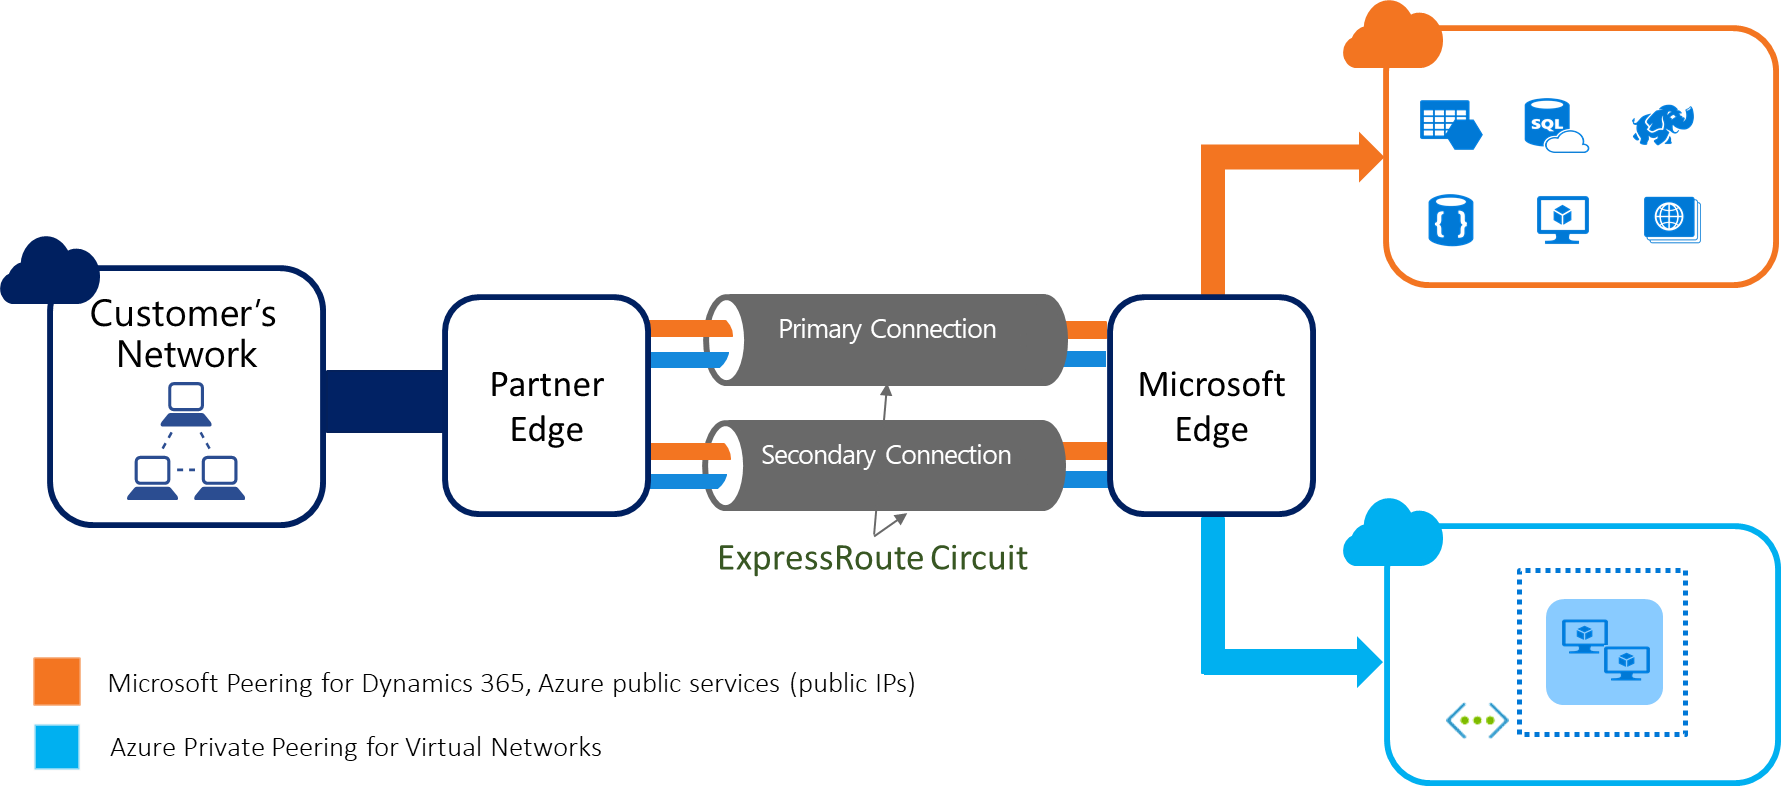 SQL
{ }
Customer's
Network
Partner
Edge
Primary Connection
Secondary Connection
ExpressRoute Circuit
Microsoft
Edge
Microsoft Peering for Dynamics 365, Azure public services (public IPs)
Azure Private Peering for Virtual Networks